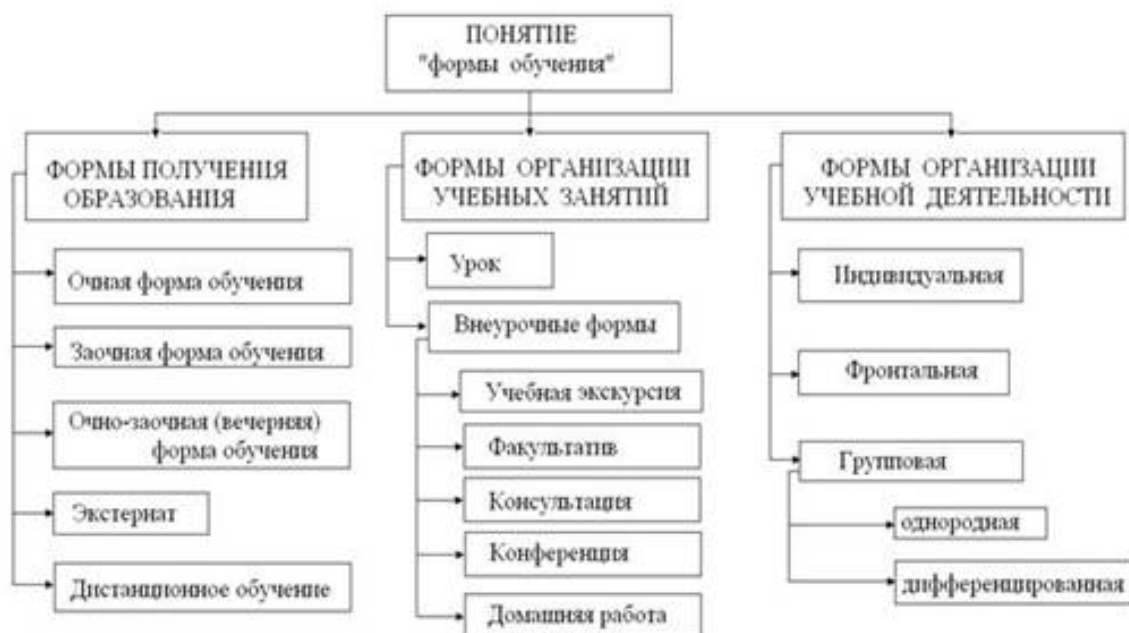 ПОНЯТИЕ
"формы обучения"
ФОРМЫ ПОЛУЧЕНИЯ
ОБРАЗОВАНИЯ
Очная форма обучения
Заочная форма обучения
Очно-заочная (вечерняя)
форма обучения
Экстернат
Дистанционное обучение
ФОРМЫ ОРГАНИЗАЦИИ
УЧЕБНЫХ ЗАНЯТИЙ
Урок
Внеурочные формы
Учебная экскурсия
Факультатив
Консультация
Конференция
Домашняя работа
ФОРМЫ ОРГАНИЗАЦИИ
УЧЕБНОЙ ДЕЯТЕЛЬНОСТИ
Индивидуальная
Фронтальная
Групповая
однородная
дифференцированная